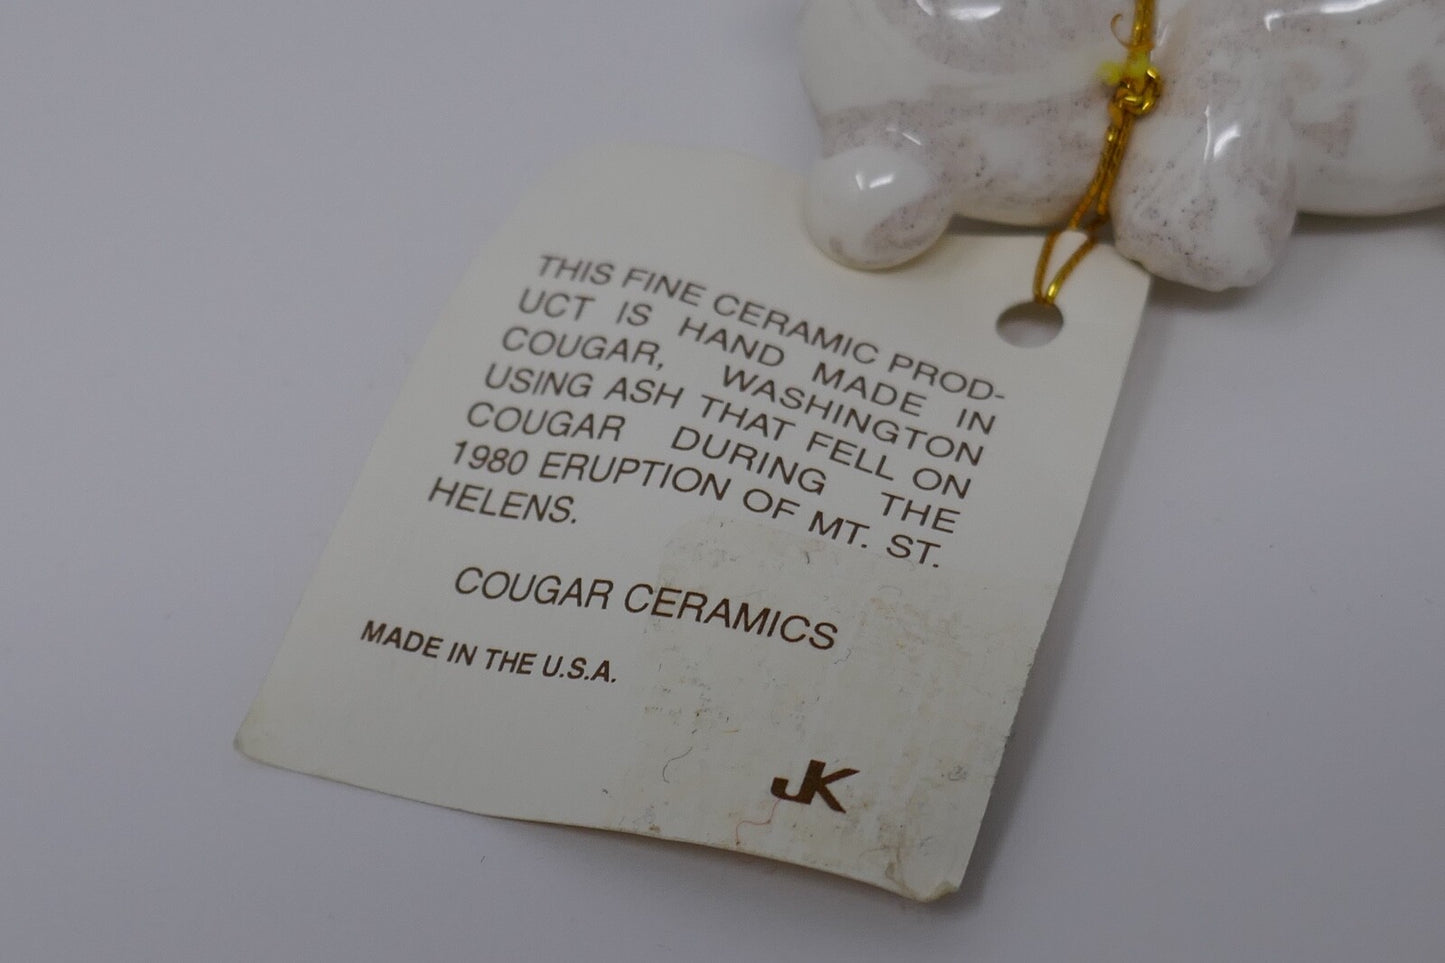 THIS FINE CERAMIC PROD-
UCT IS HAND MADE IN
COUGAR, WASHINGTON
USING ASH THAT FELL ON
COUGAR DURING THE
1980 ERUPTION OF MT. ST.
HELENS.
COUGAR CERAMICS
MADE IN THE U.S.A.
JK